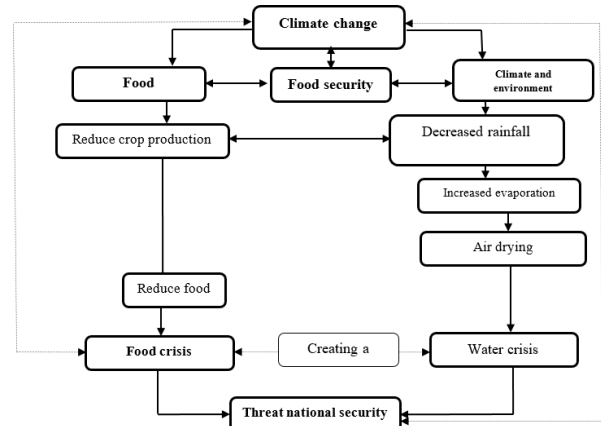 Climate change
Food
Food security
Climate and
environment
Reduce crop production
Decreased rainfall
Increased evaporation
Air drying
Reduce food
Food crisis
Creating a
Water crisis
Threat national security